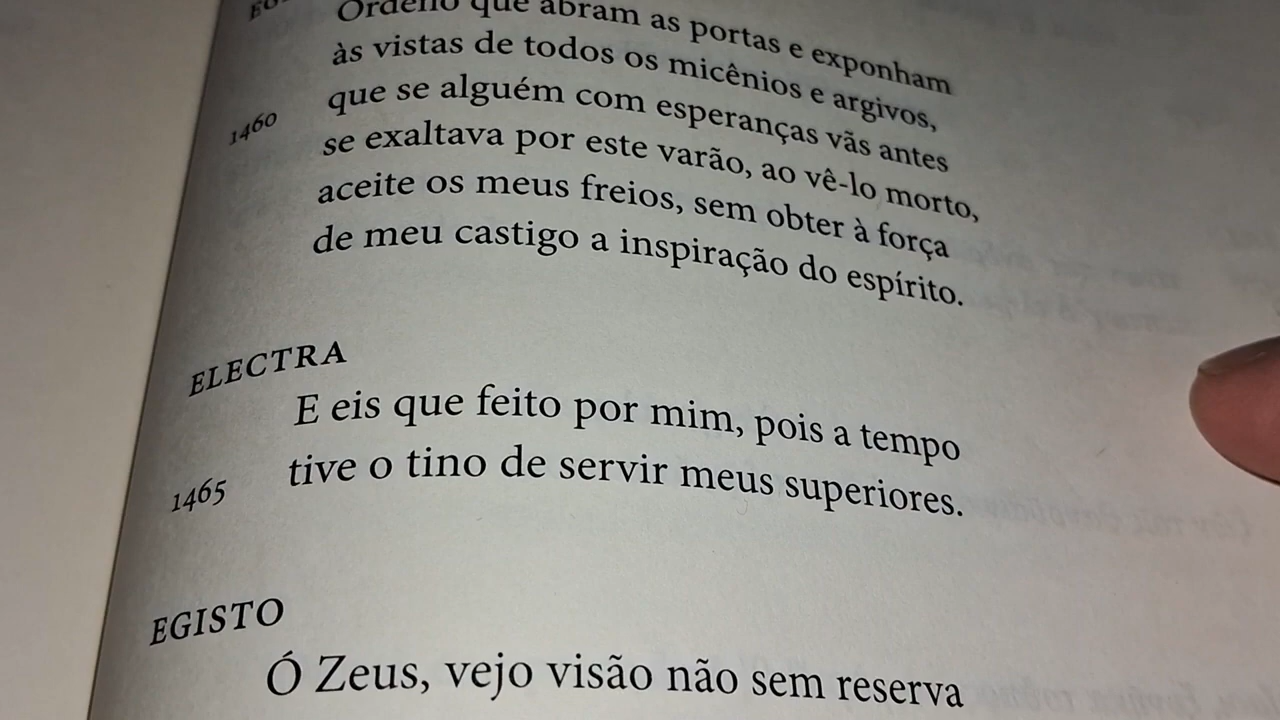 Ordeno que abram as portas e exponham
às vistas de todos os micênios e argivos,
que se alguém com esperanças vãs antes
1460 se exaltava por este varão, ao vê-lo morto,
aceite os meus freios, sem obter à força
de meu castigo a inspiração do espírito.
ELECTRA
E eis que feito por mim, pois a tempo
1465 tive o tino de servir meus superiores.
EGISTO
Ó Zeus, vejo visão não sem reserva